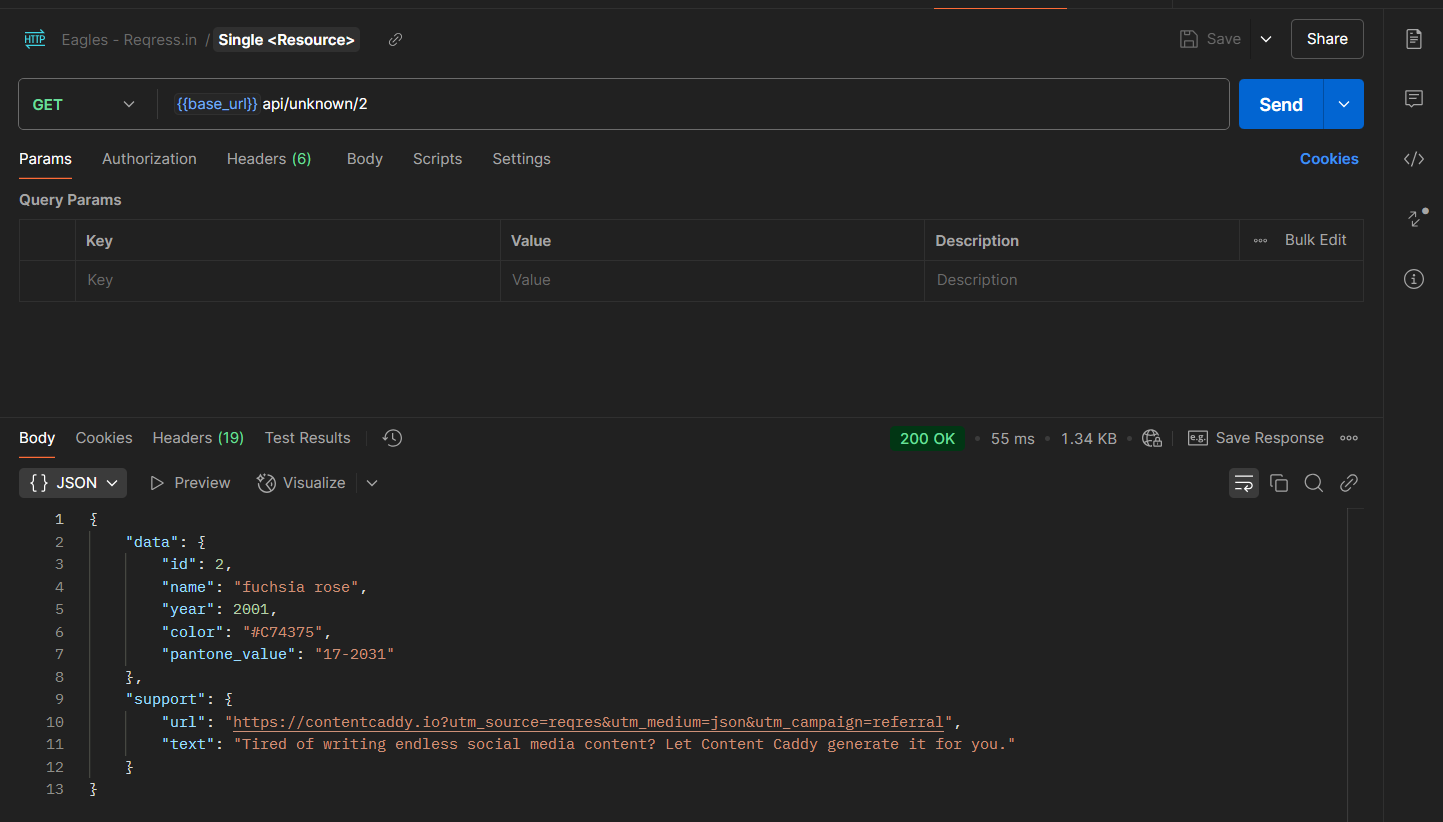 HTTP Eagles - Reqress.in / Single <Resource> Save Share
GET {{base_url}} api/unknown/2 Send
Params Authorization Headers (6) Body Scripts Settings Cookies
Query Params
Key Value Description Bulk Edit
Key Value Description
Body Cookies Headers (19) Test Results 200 OK 55 ms 1.34 KB e.g. Save Response
{} JSON Preview Visualize
1 {
2 "data": {
3 "id": 2,
4 "name": "fuchsia rose",
5 "year": 2001,
6 "color": "#C74375",
7 "pantone_value": "17-2031"
8 },
9 "support": {
10 "url": "https://contentcaddy.io?utm_source=reqres&utm_medium=json&utm_campaign=referral",
11 "text": "Tired of writing endless social media content? Let Content Caddy generate it for you."
12 }
13 }